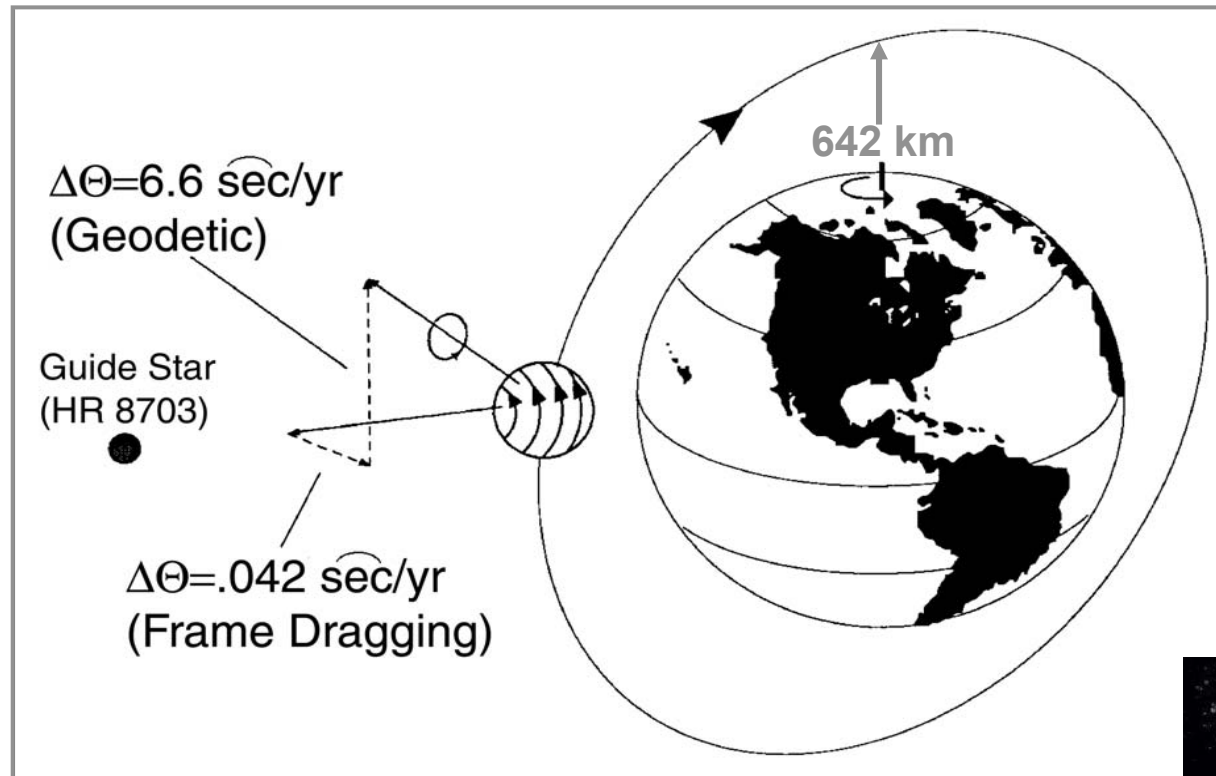 642 km
ΔΘ=6.6 sec/yr
(Geodetic)
Guide Star
(HR 8703)
ΔΘ=.042 sec/yr
(Frame Dragging)